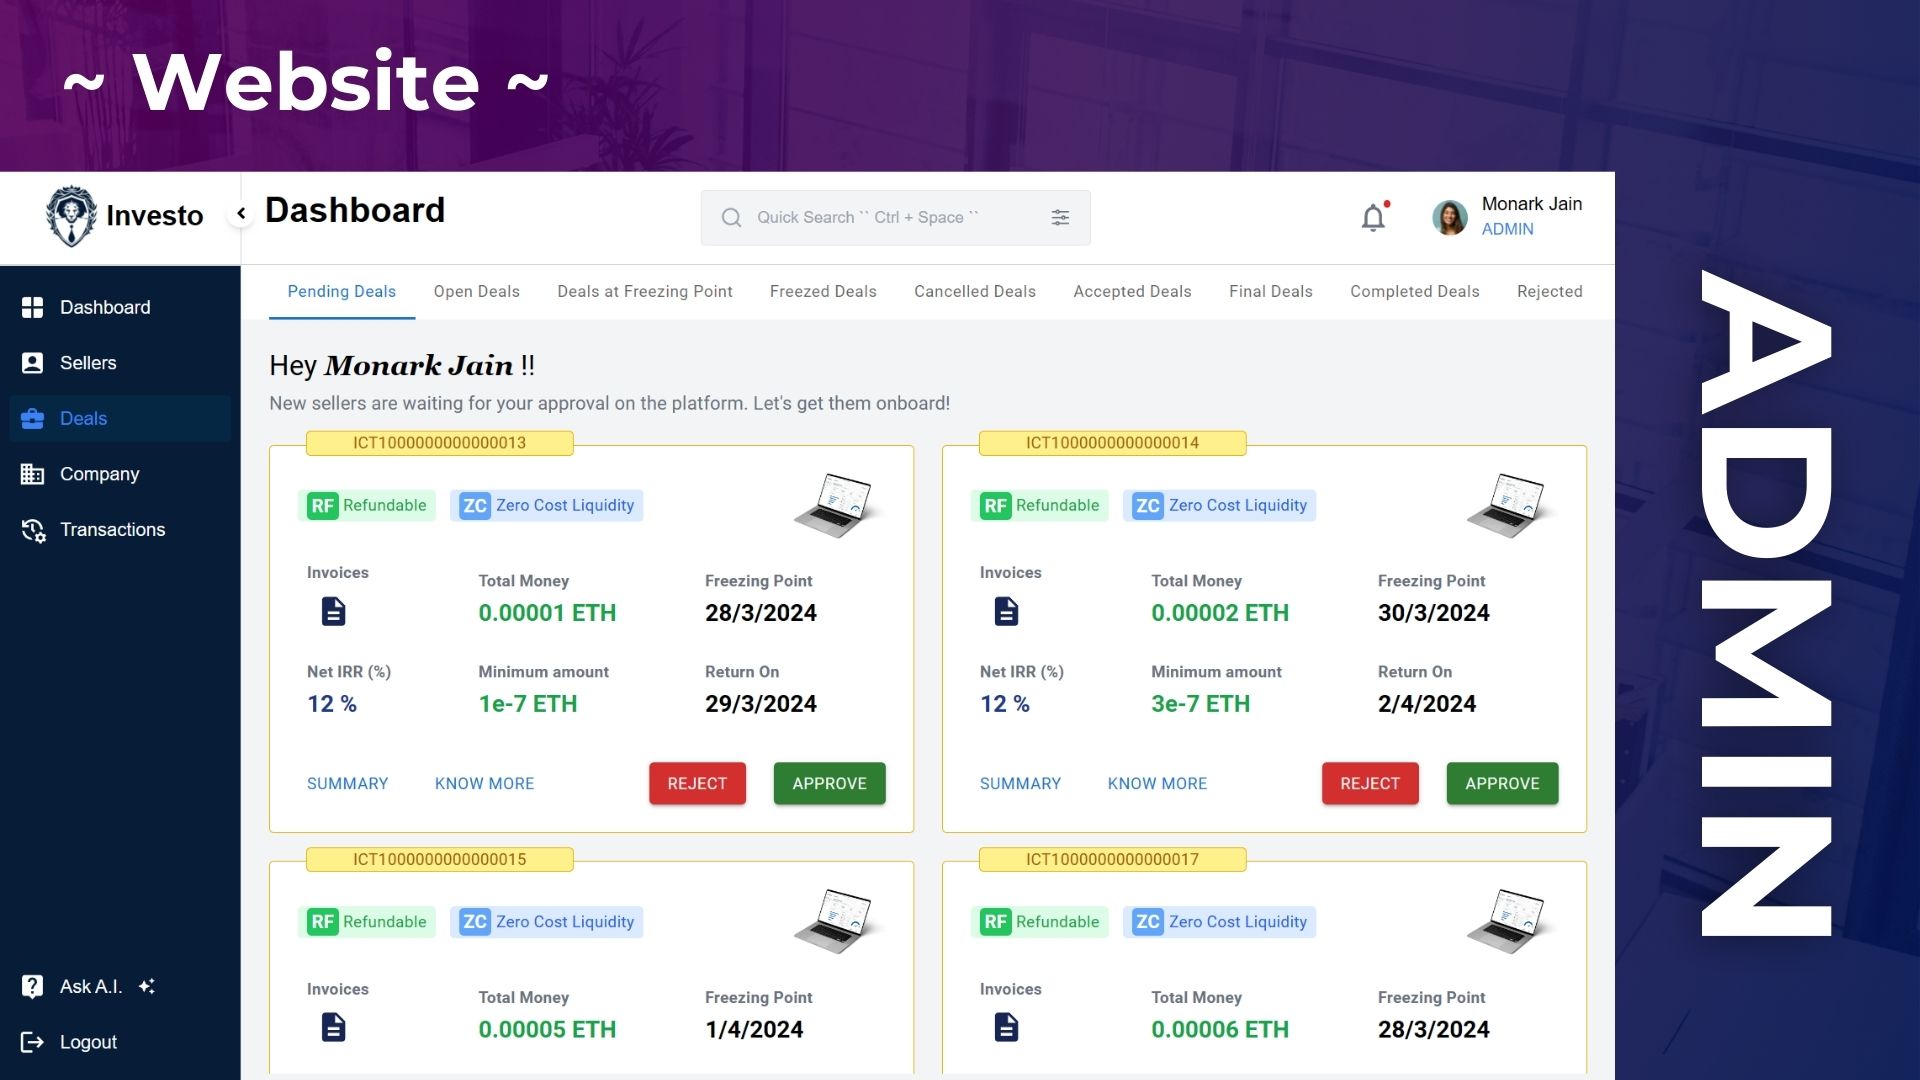 ~ Website ~
Investo
Dashboard
Quick Search `` Ctrl + Space ``
Monark Jain
ADMIN
Dashboard
Sellers
Deals
Company
Transactions
Ask A.I.
Logout
Pending Deals Open Deals Deals at Freezing Point Freezed Deals Cancelled Deals Accepted Deals Final Deals Completed Deals Rejected
Hey Monark Jain !!
New sellers are waiting for your approval on the platform. Let's get them onboard!
ICT1000000000000013
RF Refundable ZC Zero Cost Liquidity
Invoices Total Money Freezing Point
0.00001 ETH 28/3/2024
Net IRR (%) Minimum amount Return On
12 % 1e-7 ETH 29/3/2024
SUMMARY KNOW MORE REJECT APPROVE
ICT1000000000000014
RF Refundable ZC Zero Cost Liquidity
Invoices Total Money Freezing Point
0.00002 ETH 30/3/2024
Net IRR (%) Minimum amount Return On
12 % 3e-7 ETH 2/4/2024
SUMMARY KNOW MORE REJECT APPROVE
ICT1000000000000015
RF Refundable ZC Zero Cost Liquidity
Invoices Total Money Freezing Point
0.00005 ETH 1/4/2024
ICT1000000000000017
RF Refundable ZC Zero Cost Liquidity
Invoices Total Money Freezing Point
0.00006 ETH 28/3/2024
ADMIN